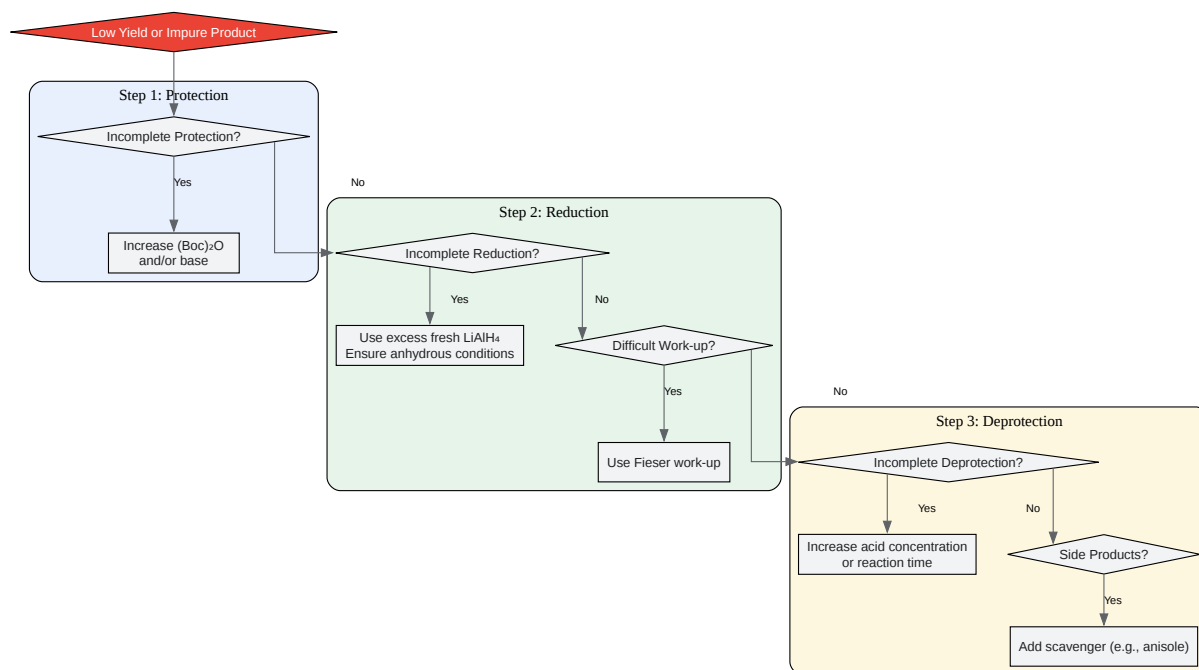 Low Yield or Impure Product
Step 1: Protection
Incomplete Protection?
Yes
Increase (Boc)₂O
and/or base
No
Step 2: Reduction
Incomplete Reduction?
Yes
No
Use excess fresh LiAlH₄
Ensure anhydrous conditions
Difficult Work-up?
Yes
Use Fieser work-up
No
Step 3: Deprotection
Incomplete Deprotection?
Yes
No
Increase acid concentration
or reaction time
Side Products?
Yes
Add scavenger (e.g., anisole)